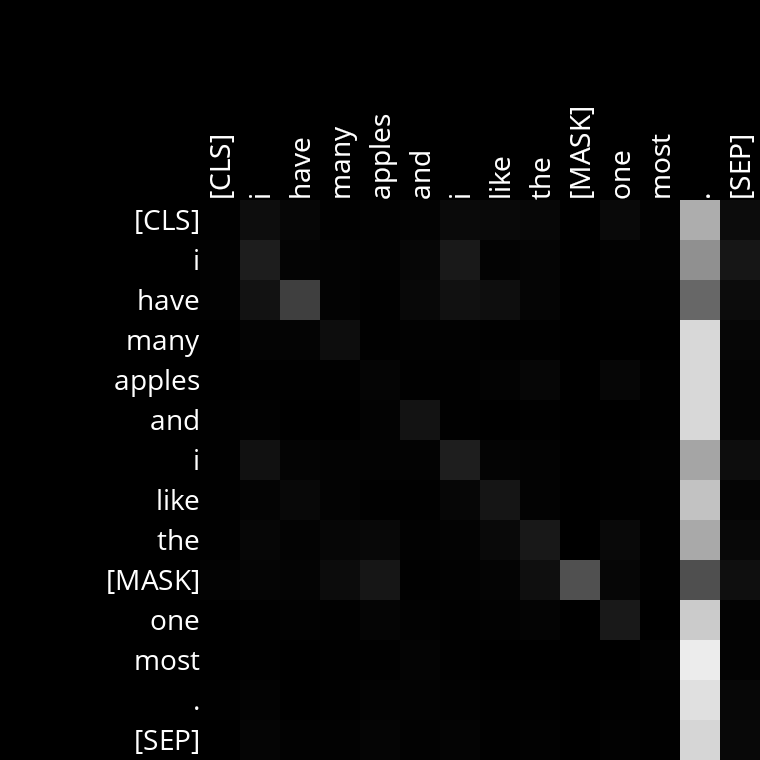 [CLS] i have many apples and i like the [MASK] one most . [SEP]
[CLS]
i
have
many
apples
and
i
like
the
[MASK]
one
most
.
[SEP]